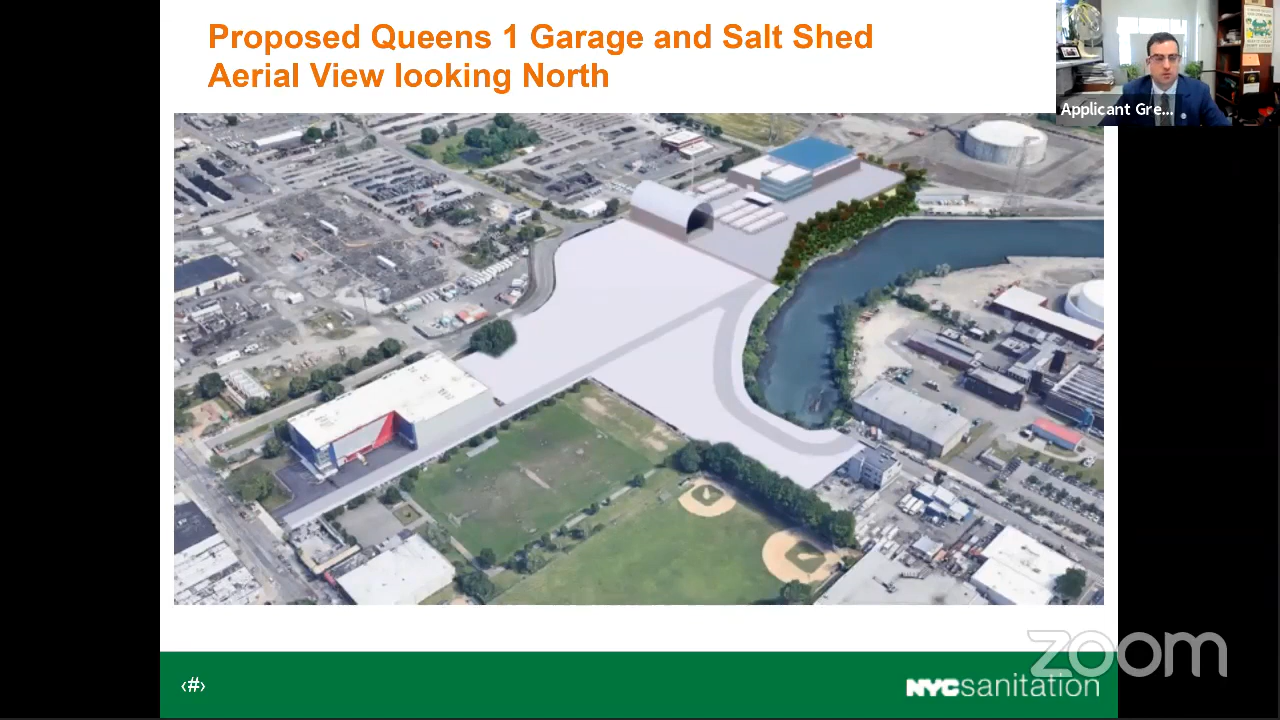 Proposed Queens 1 Garage and Salt Shed
Aerial View looking North
Applicant Gre...
‹#›
NYCsanitation
zoom